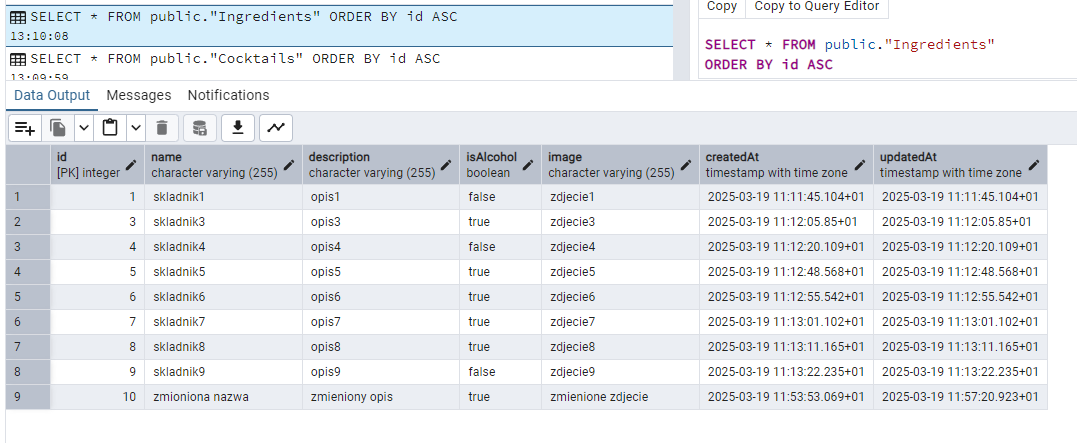 SELECT * FROM public."Ingredients" ORDER BY id ASC
13:10:08
SELECT * FROM public."Cocktails" ORDER BY id ASC
13:09:59
Copy Copy to Query Editor
SELECT * FROM public."Ingredients"
ORDER BY id ASC
Data Output Messages Notifications
id name description isAlcohol image createdAt updatedAt
[PK] integer character varying (255) character varying (255) boolean character varying (255) timestamp with time zone timestamp with time zone
1 1 skladnik1 opis1 false zdjecie1 2025-03-19 11:11:45.104+01 2025-03-19 11:11:45.104+01
2 3 skladnik3 opis3 true zdjecie3 2025-03-19 11:12:05.85+01 2025-03-19 11:12:05.85+01
3 4 skladnik4 opis4 false zdjecie4 2025-03-19 11:12:20.109+01 2025-03-19 11:12:20.109+01
4 5 skladnik5 opis5 true zdjecie5 2025-03-19 11:12:48.568+01 2025-03-19 11:12:48.568+01
5 6 skladnik6 opis6 true zdjecie6 2025-03-19 11:12:55.542+01 2025-03-19 11:12:55.542+01
6 7 skladnik7 opis7 true zdjecie7 2025-03-19 11:13:01.102+01 2025-03-19 11:13:01.102+01
7 8 skladnik8 opis8 true zdjecie8 2025-03-19 11:13:11.165+01 2025-03-19 11:13:11.165+01
8 9 skladnik9 opis9 false zdjecie9 2025-03-19 11:13:22.235+01 2025-03-19 11:13:22.235+01
9 10 zmioniona nazwa zmieniony opis true zmienione zdjecie 2025-03-19 11:53:53.069+01 2025-03-19 11:57:20.923+01